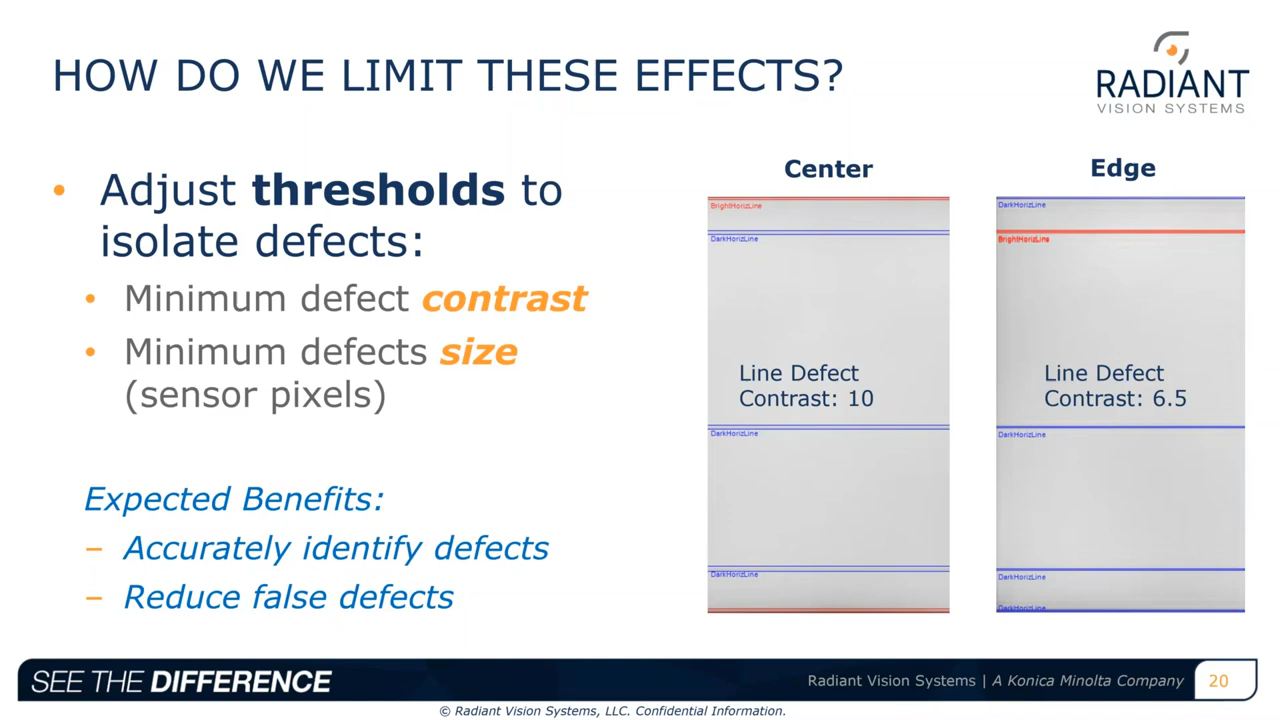 HOW DO WE LIMIT THESE EFFECTS?
RADIANT
VISION SYSTEMS
• Adjust thresholds to
isolate defects:
• Minimum defect contrast
• Minimum defects size
(sensor pixels)
Expected Benefits:
– Accurately identify defects
– Reduce false defects
Center
BrightHorizLine
DarkHorizLine
Line Defect
Contrast: 10
DarkHorizLine
DarkHorizLine
Edge
DarkHorizLine
BrightHorizLine
Line Defect
Contrast: 6.5
DarkHorizLine
DarkHorizLine
DarkHorizLine
SEE THE DIFFERENCE
Radiant Vision Systems | A Konica Minolta Company
20
© Radiant Vision Systems, LLC. Confidential Information.